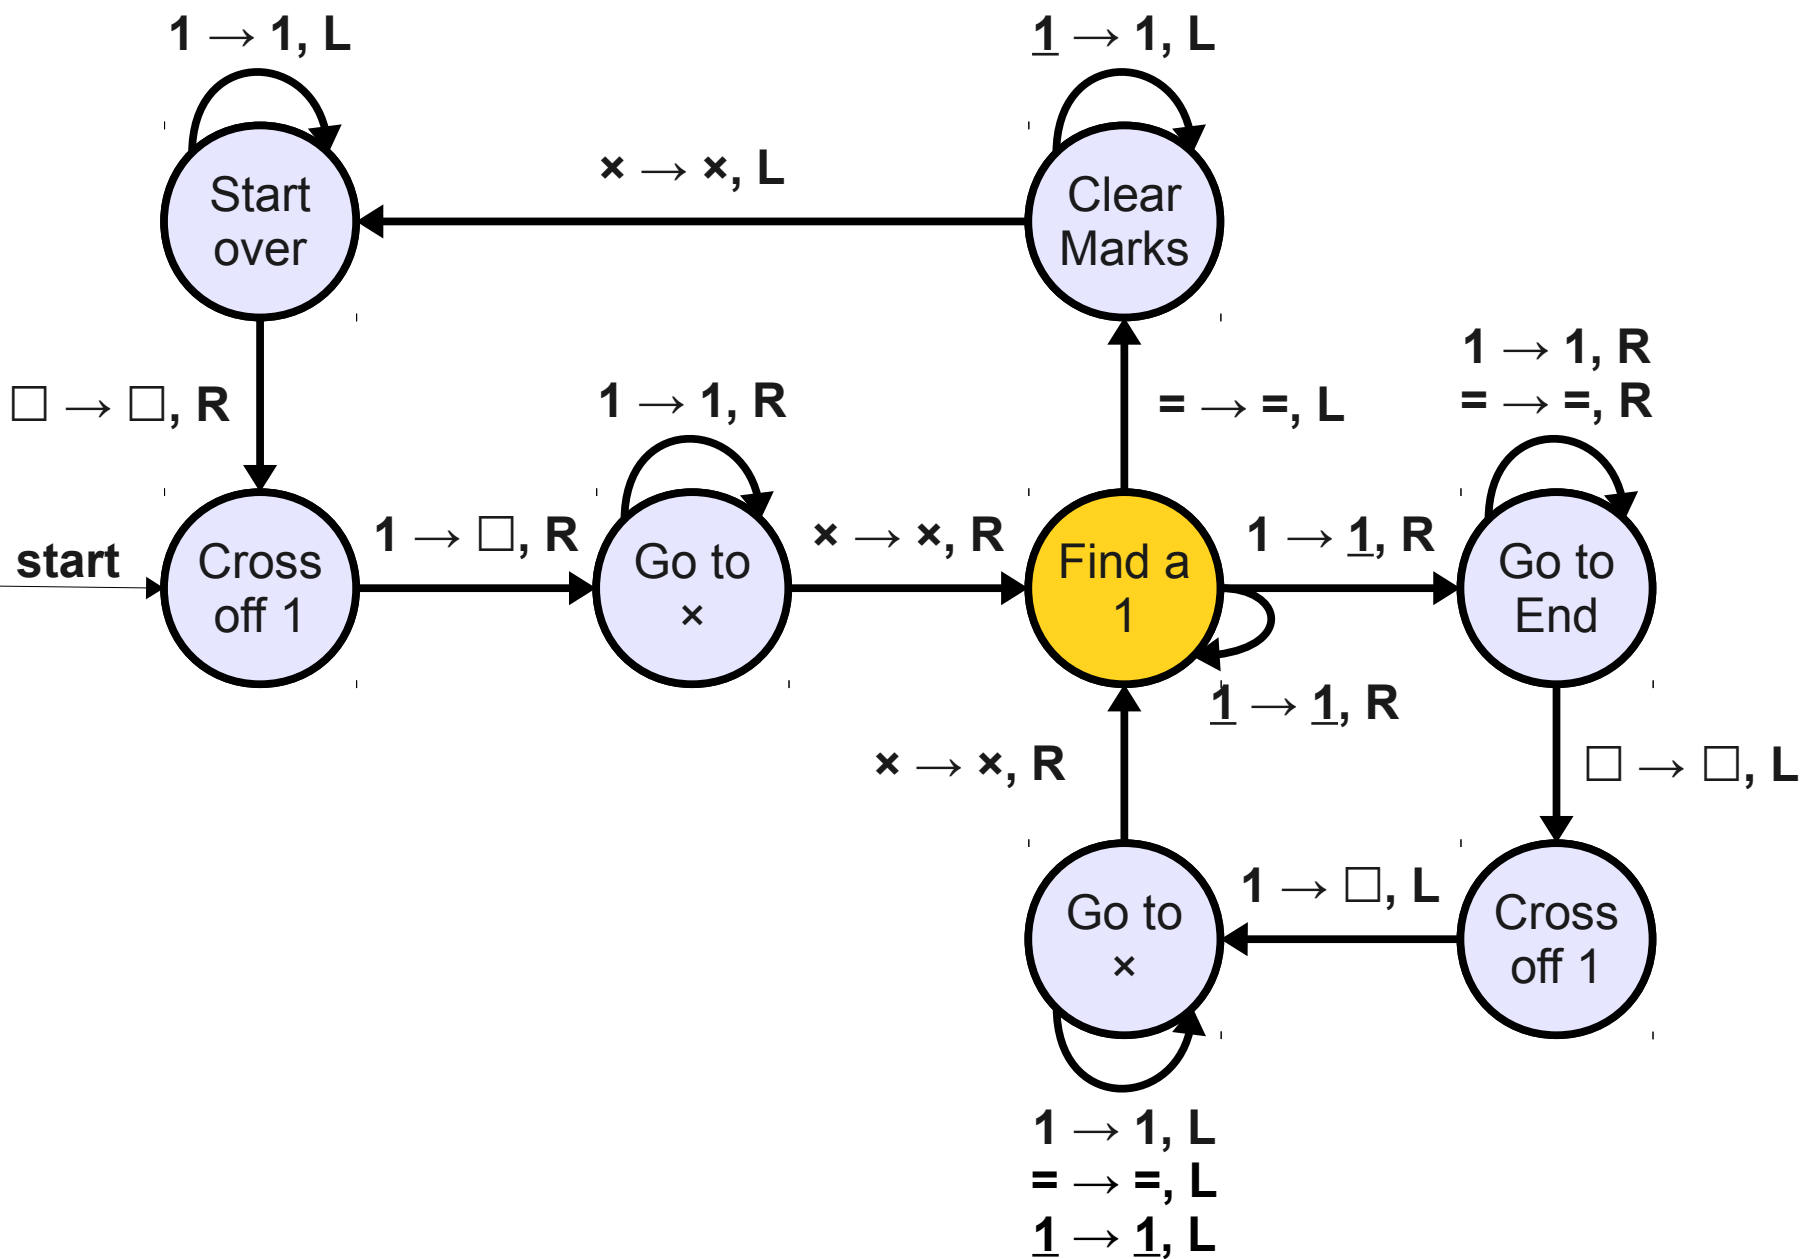 1 → 1, L
1 → 1, L
× → ×, L
Start
over
Clear
Marks
1 → 1, R
= → =, R
□ → □, R
1 → 1, R
= → =, L
start
Cross
off 1
1 → □, R
Go to
×
× → ×, R
Find a
1
1 → 1, R
Go to
End
1 → 1, R
× → ×, R
□ → □, L
Go to
×
1 → □, L
Cross
off 1
1 → 1, L
= → =, L
1 → 1, L